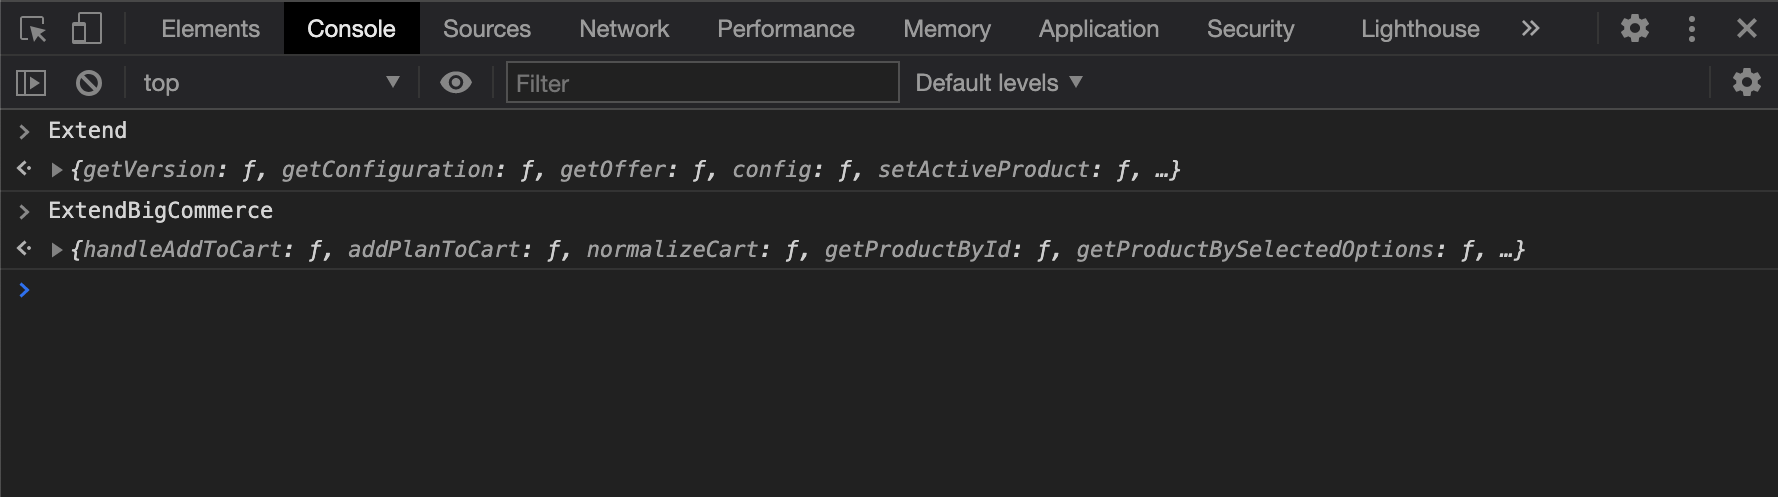 Elements Console Sources Network Performance Memory Application Security Lighthouse »
top ▼ Filter Default levels ▼
> Extend
{getVersion: ƒ, getConfiguration: ƒ, getOffer: ƒ, config: ƒ, setActiveProduct: ƒ, …}
> ExtendBigCommerce
{handleAddToCart: ƒ, addPlanToCart: ƒ, normalizeCart: ƒ, getProductById: ƒ, getProductBySelectedOptions: ƒ, …}
>